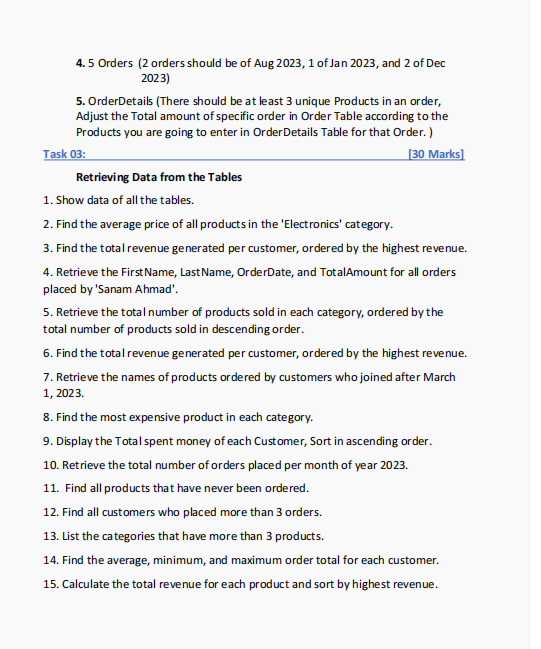 4. 5 Orders (2 orders should be of Aug 2023, 1 of Jan 2023, and 2 of Dec
2023)
5. OrderDetails (There should be at least 3 unique Products in an order,
Adjust the Total amount of specific order in Order Table according to the
Products you are going to enter in OrderDetails Table for that Order. )
Task 03: [30 Marks]
Retrieving Data from the Tables
1. Show data of all the tables.
2. Find the average price of all products in the 'Electronics' category.
3. Find the total revenue generated per customer, ordered by the highest revenue.
4. Retrieve the FirstName, LastName, OrderDate, and TotalAmount for all orders
placed by 'Sanam Ahmad'.
5. Retrieve the total number of products sold in each category, ordered by the
total number of products sold in descending order.
6. Find the total revenue generated per customer, ordered by the highest revenue.
7. Retrieve the names of products ordered by customers who joined after March
1, 2023.
8. Find the most expensive product in each category.
9. Display the Total spent money of each Customer, Sort in ascending order.
10. Retrieve the total number of orders placed per month of year 2023.
11. Find all products that have never been ordered.
12. Find all customers who placed more than 3 orders.
13. List the categories that have more than 3 products.
14. Find the average, minimum, and maximum order total for each customer.
15. Calculate the total revenue for each product and sort by highest revenue.